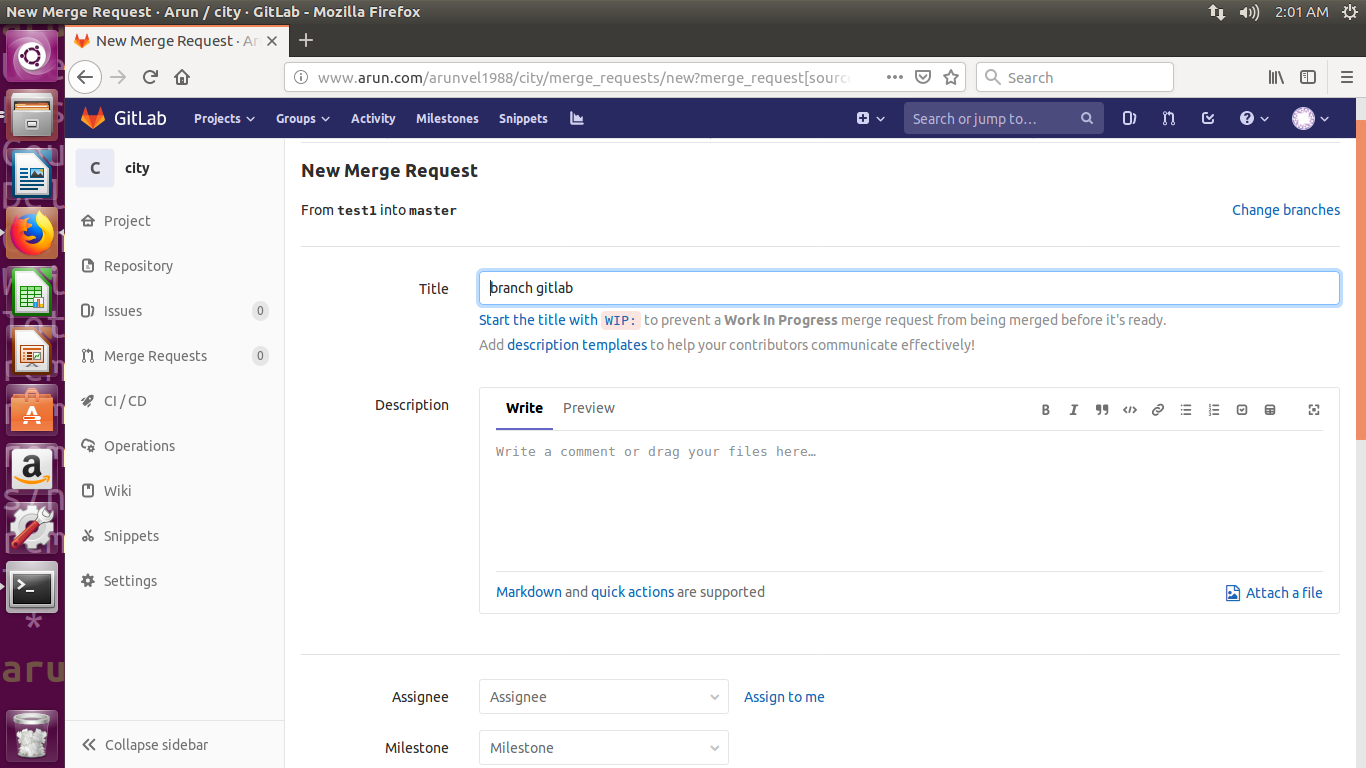 New Merge Request · Arun / city · GitLab - Mozilla Firefox
2:01 AM
New Merge Request · Ar
www.arun.com/arunvel1988/city/merge_requests/new?merge_request[sourc
Search
GitLab
Projects
Groups
Activity
Milestones
Snippets
Search or jump to…
C
city
Project
Repository
Issues
0
Merge Requests
0
CI / CD
Operations
Wiki
Snippets
Settings
Collapse sidebar
New Merge Request
From test1 into master
Change branches
Title
branch gitlab
Start the title with WIP: to prevent a Work In Progress merge request from being merged before it's ready.
Add description templates to help your contributors communicate effectively!
Description
Write
Preview
Write a comment or drag your files here…
Markdown and quick actions are supported
Attach a file
Assignee
Assignee
Assign to me
Milestone
Milestone
aru